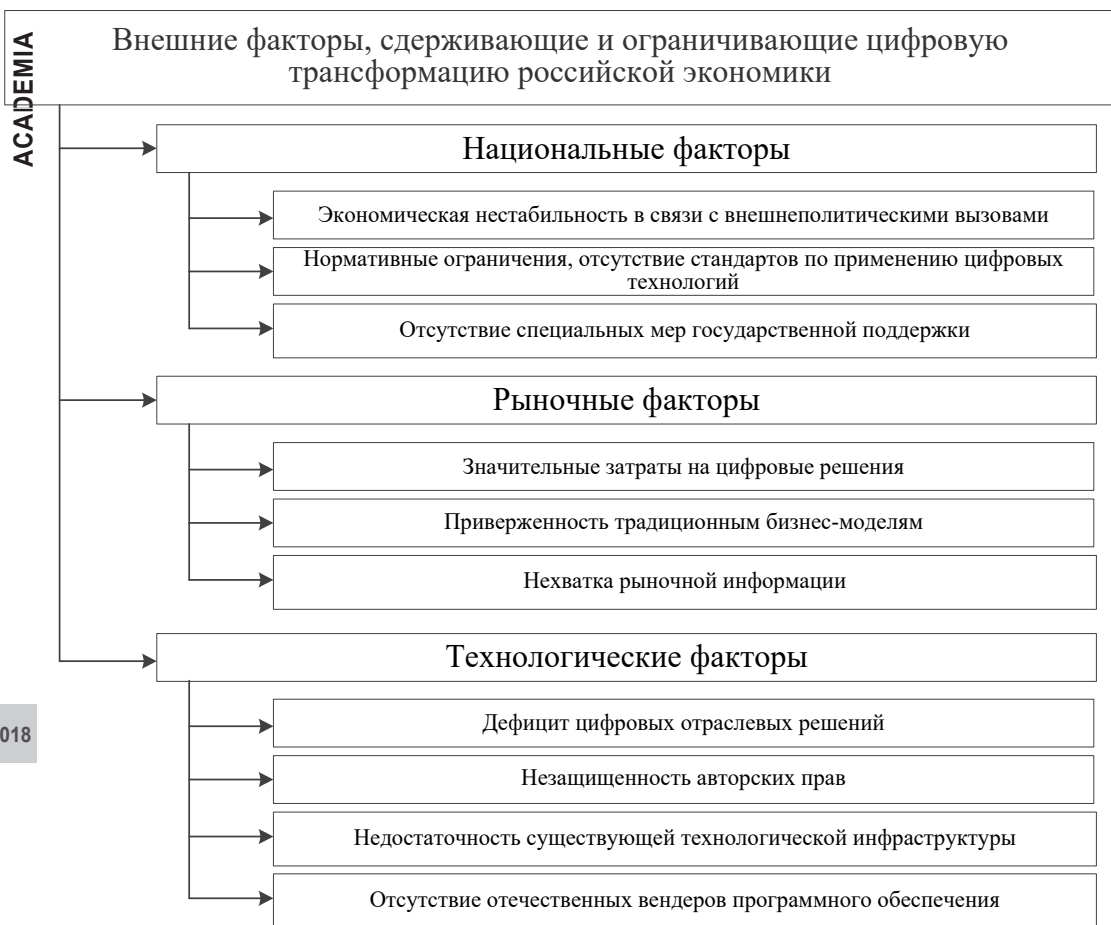 ACADEMIA
Внешние факторы, сдерживающие и ограничивающие цифровую
трансформацию российской экономики
Национальные факторы
Экономическая нестабильность в связи с внешнеполитическими вызовами
Нормативные ограничения, отсутствие стандартов по применению цифровых
технологий
Отсутствие специальных мер государственной поддержки
Рыночные факторы
Значительные затраты на цифровые решения
Приверженность традиционным бизнес-моделям
Нехватка рыночной информации
Технологические факторы
Дефицит цифровых отраслевых решений
018
Незащищенность авторских прав
Недостаточность существующей технологической инфраструктуры
Отсутствие отечественных вендеров программного обеспечения